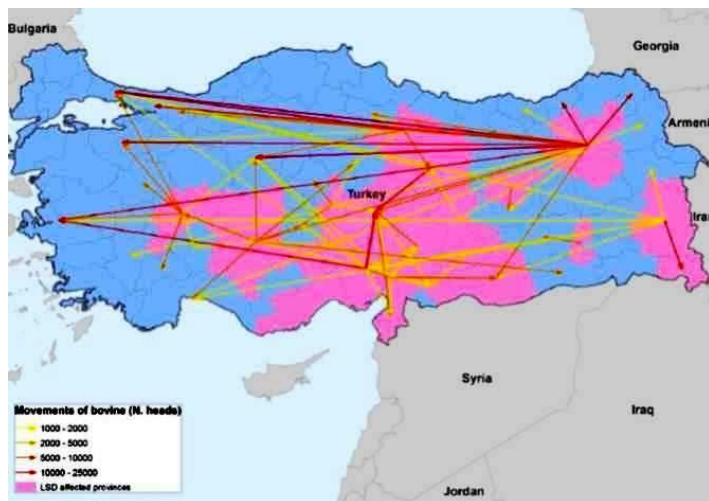 Bulgaria
Georgia
Armeni
Turkey
Iran
Syria
Iraq
Jordan
Movements of bovine (N. heads)
1000 - 2000
2000 - 5000
5000 - 10000
10000 - 25000
LSD affected provinces